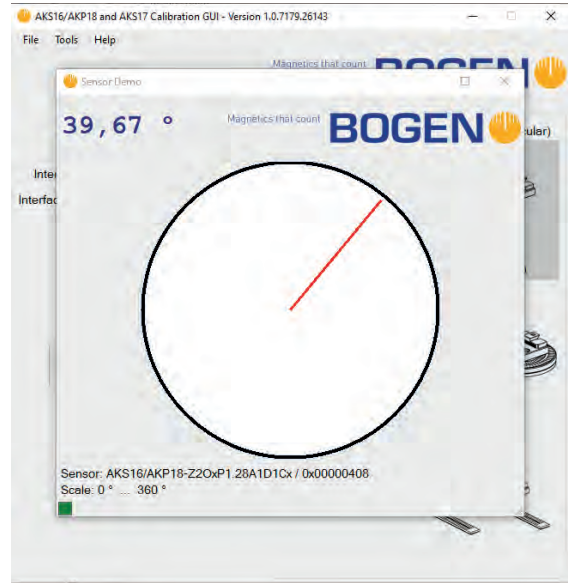 AKS16/AKP18 and AKS17 Calibration GUI - Version 1.0.7179.26143
File Tools Help
Magnetics that count BOGEN
Sensor Demo
39,67 °
Magnetics that count BOGEN
ular)
Inte
Interfac
Sensor: AKS16/AKP18-Z2OxP1.28A1D1Cx / 0x00000408
Scale: 0 ° ... 360 °